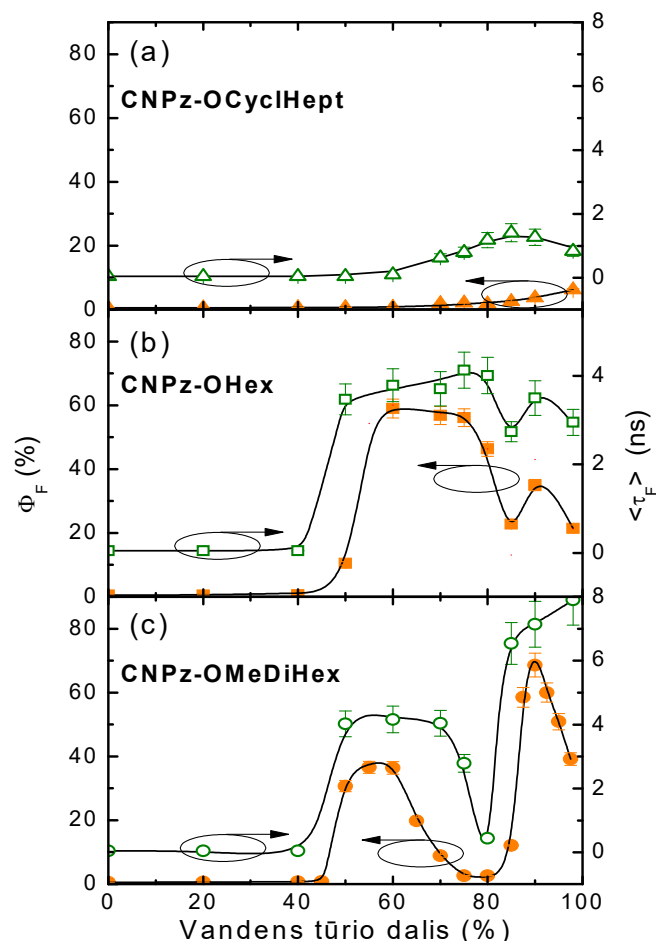 (a)
CNPz-OCyclHept
80
60
40
20
0
8
6
4
2
0
(b)
CNPz-OHex
80
60
40
20
0
4
2
0
(c)
CNPz-OMeDiHex
80
60
40
20
0
8
6
4
2
0
Φ_F (%)
<τ_F> (ns)
0 20 40 60 80 100
Vandens tūrio dalis (%)